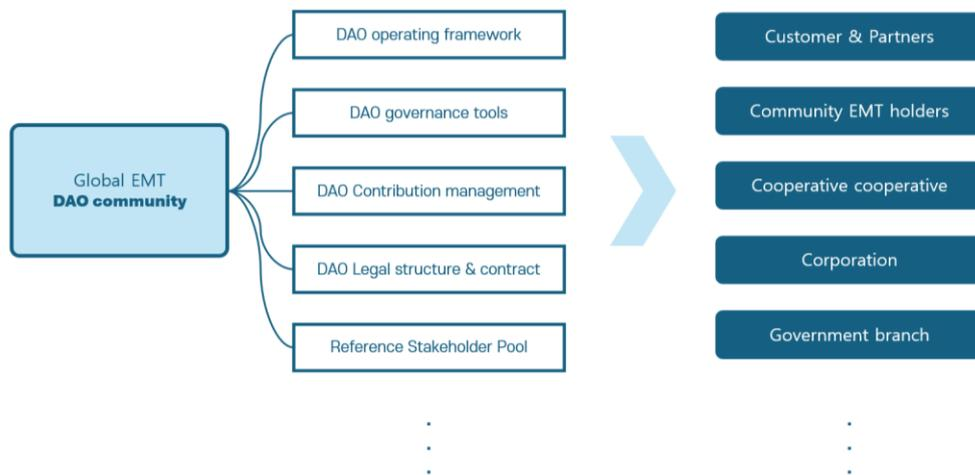 Global EMT
DAO community
DAO operating framework
DAO governance tools
DAO Contribution management
DAO Legal structure & contract
Reference Stakeholder Pool
Customer & Partners
Community EMT holders
Cooperative cooperative
Corporation
Government branch